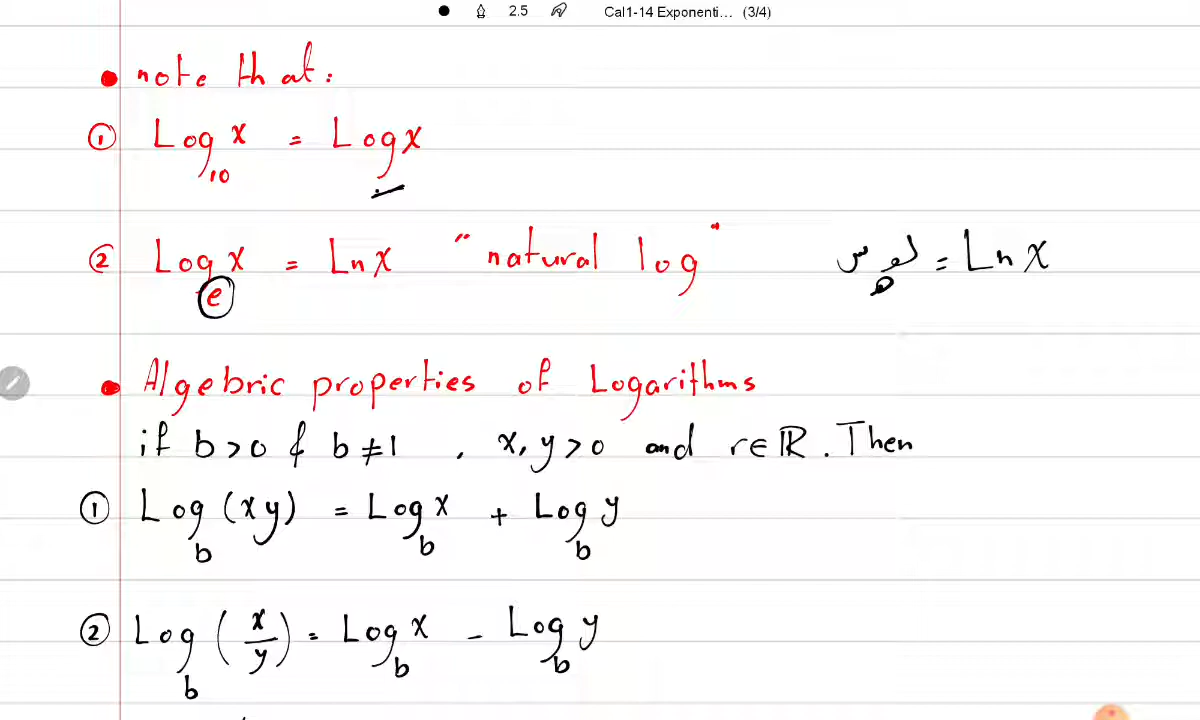 2.5 Cal1-14 Exponenti... (3/4)
• note that:
① Log₁₀ x = Log x
② Logₑ x = Ln x "natural log" لو_هـ س = Ln x
• Algebric properties of Logarithms
if b > 0 & b ≠ 1 , x, y > 0 and r ∈ ℝ . Then
① Log_b (xy) = Log_b x + Log_b y
② Log_b (x/y) = Log_b x - Log_b y